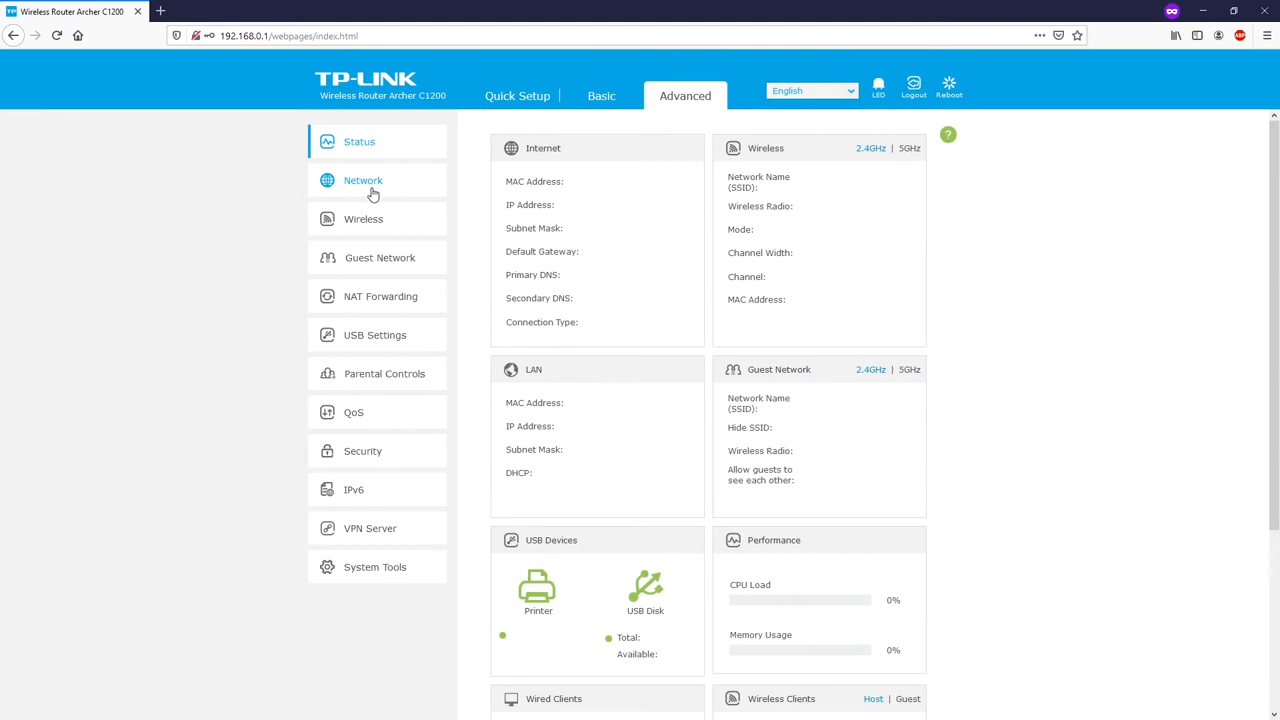 Wireless Router Archer C1200
192.168.0.1/webpages/index.html
ABP
TP-LINK
Wireless Router Archer C1200
Quick Setup
Basic
Advanced
English
LED
Logout
Reboot
Status
Network
Wireless
Guest Network
NAT Forwarding
USB Settings
Parental Controls
QoS
Security
IPv6
VPN Server
System Tools
Internet
MAC Address:
IP Address:
Subnet Mask:
Default Gateway:
Primary DNS:
Secondary DNS:
Connection Type:
Wireless 2.4GHz | 5GHz
Network Name
(SSID):
Wireless Radio:
Mode:
Channel Width:
Channel:
MAC Address:
?
LAN
MAC Address:
IP Address:
Subnet Mask:
DHCP:
Guest Network 2.4GHz | 5GHz
Network Name
(SSID):
Hide SSID:
Wireless Radio:
Allow guests to
see each other:
USB Devices
Printer
USB Disk
Total:
Available:
Performance
CPU Load
0%
Memory Usage
0%
Wired Clients
Wireless Clients Host | Guest